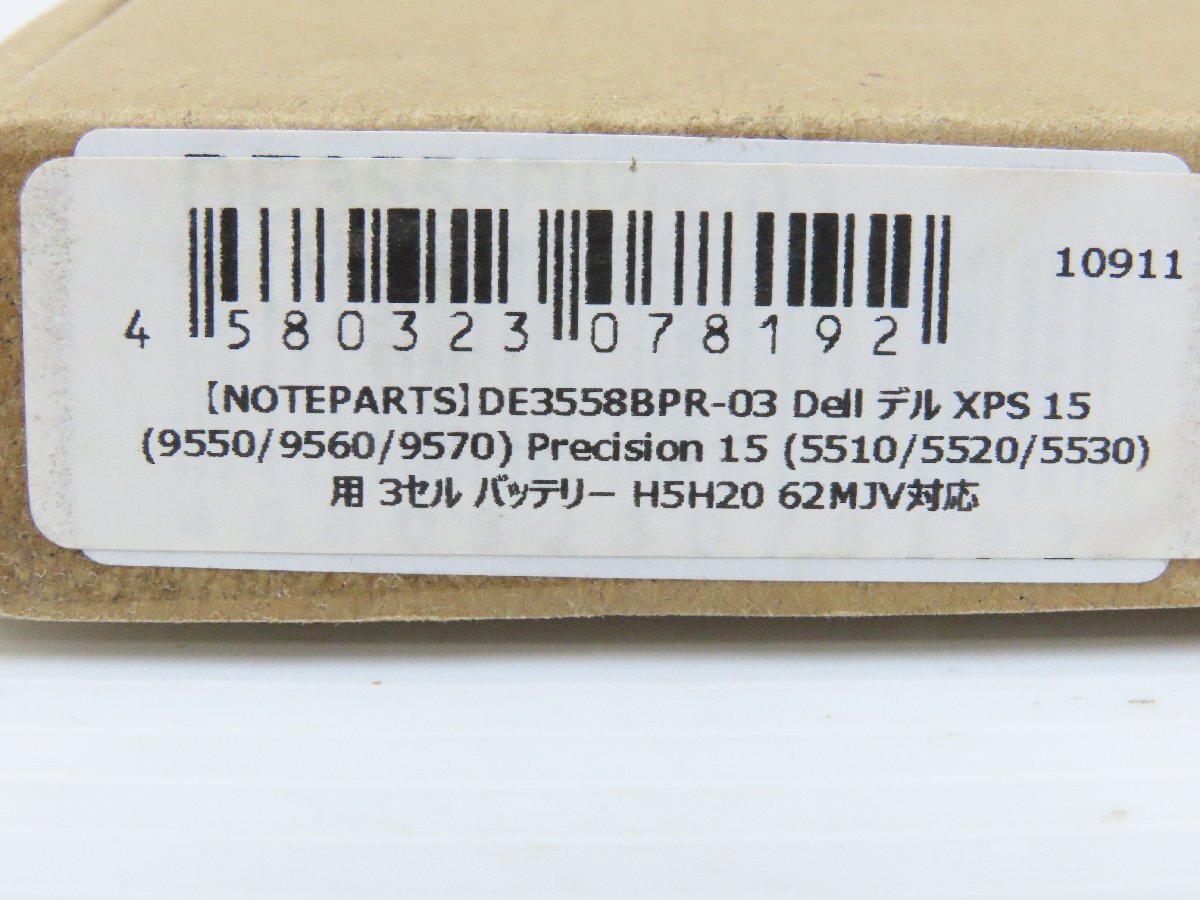 10911
4 580323 078192
【NOTEPARTS】DE3558BPR-03 Dell デル XPS 15
(9550/9560/9570) Precision 15 (5510/5520/5530)
用 3セル バッテリー H5H20 62MJV対応